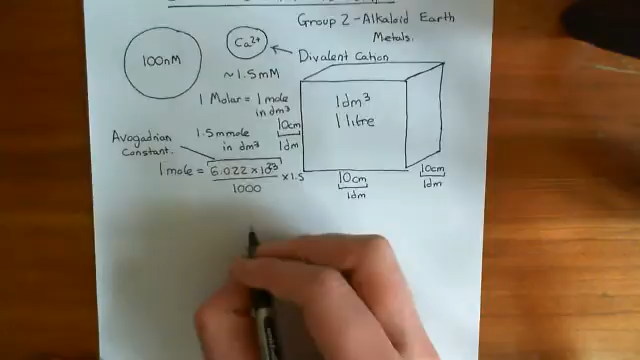 Group 2 - Alkaloid Earth
Metals.
100nM
Ca2+
Divalent Cation
~1.5mM
1 Molar = 1 mole
in dm3
1dm3
1 litre
10cm
1dm
1.5mmole
in dm3
Avogadrian
Constant.
1 mole = 6.022 x 10^23 x 1.5
1000
10cm
1dm
10cm
1dm